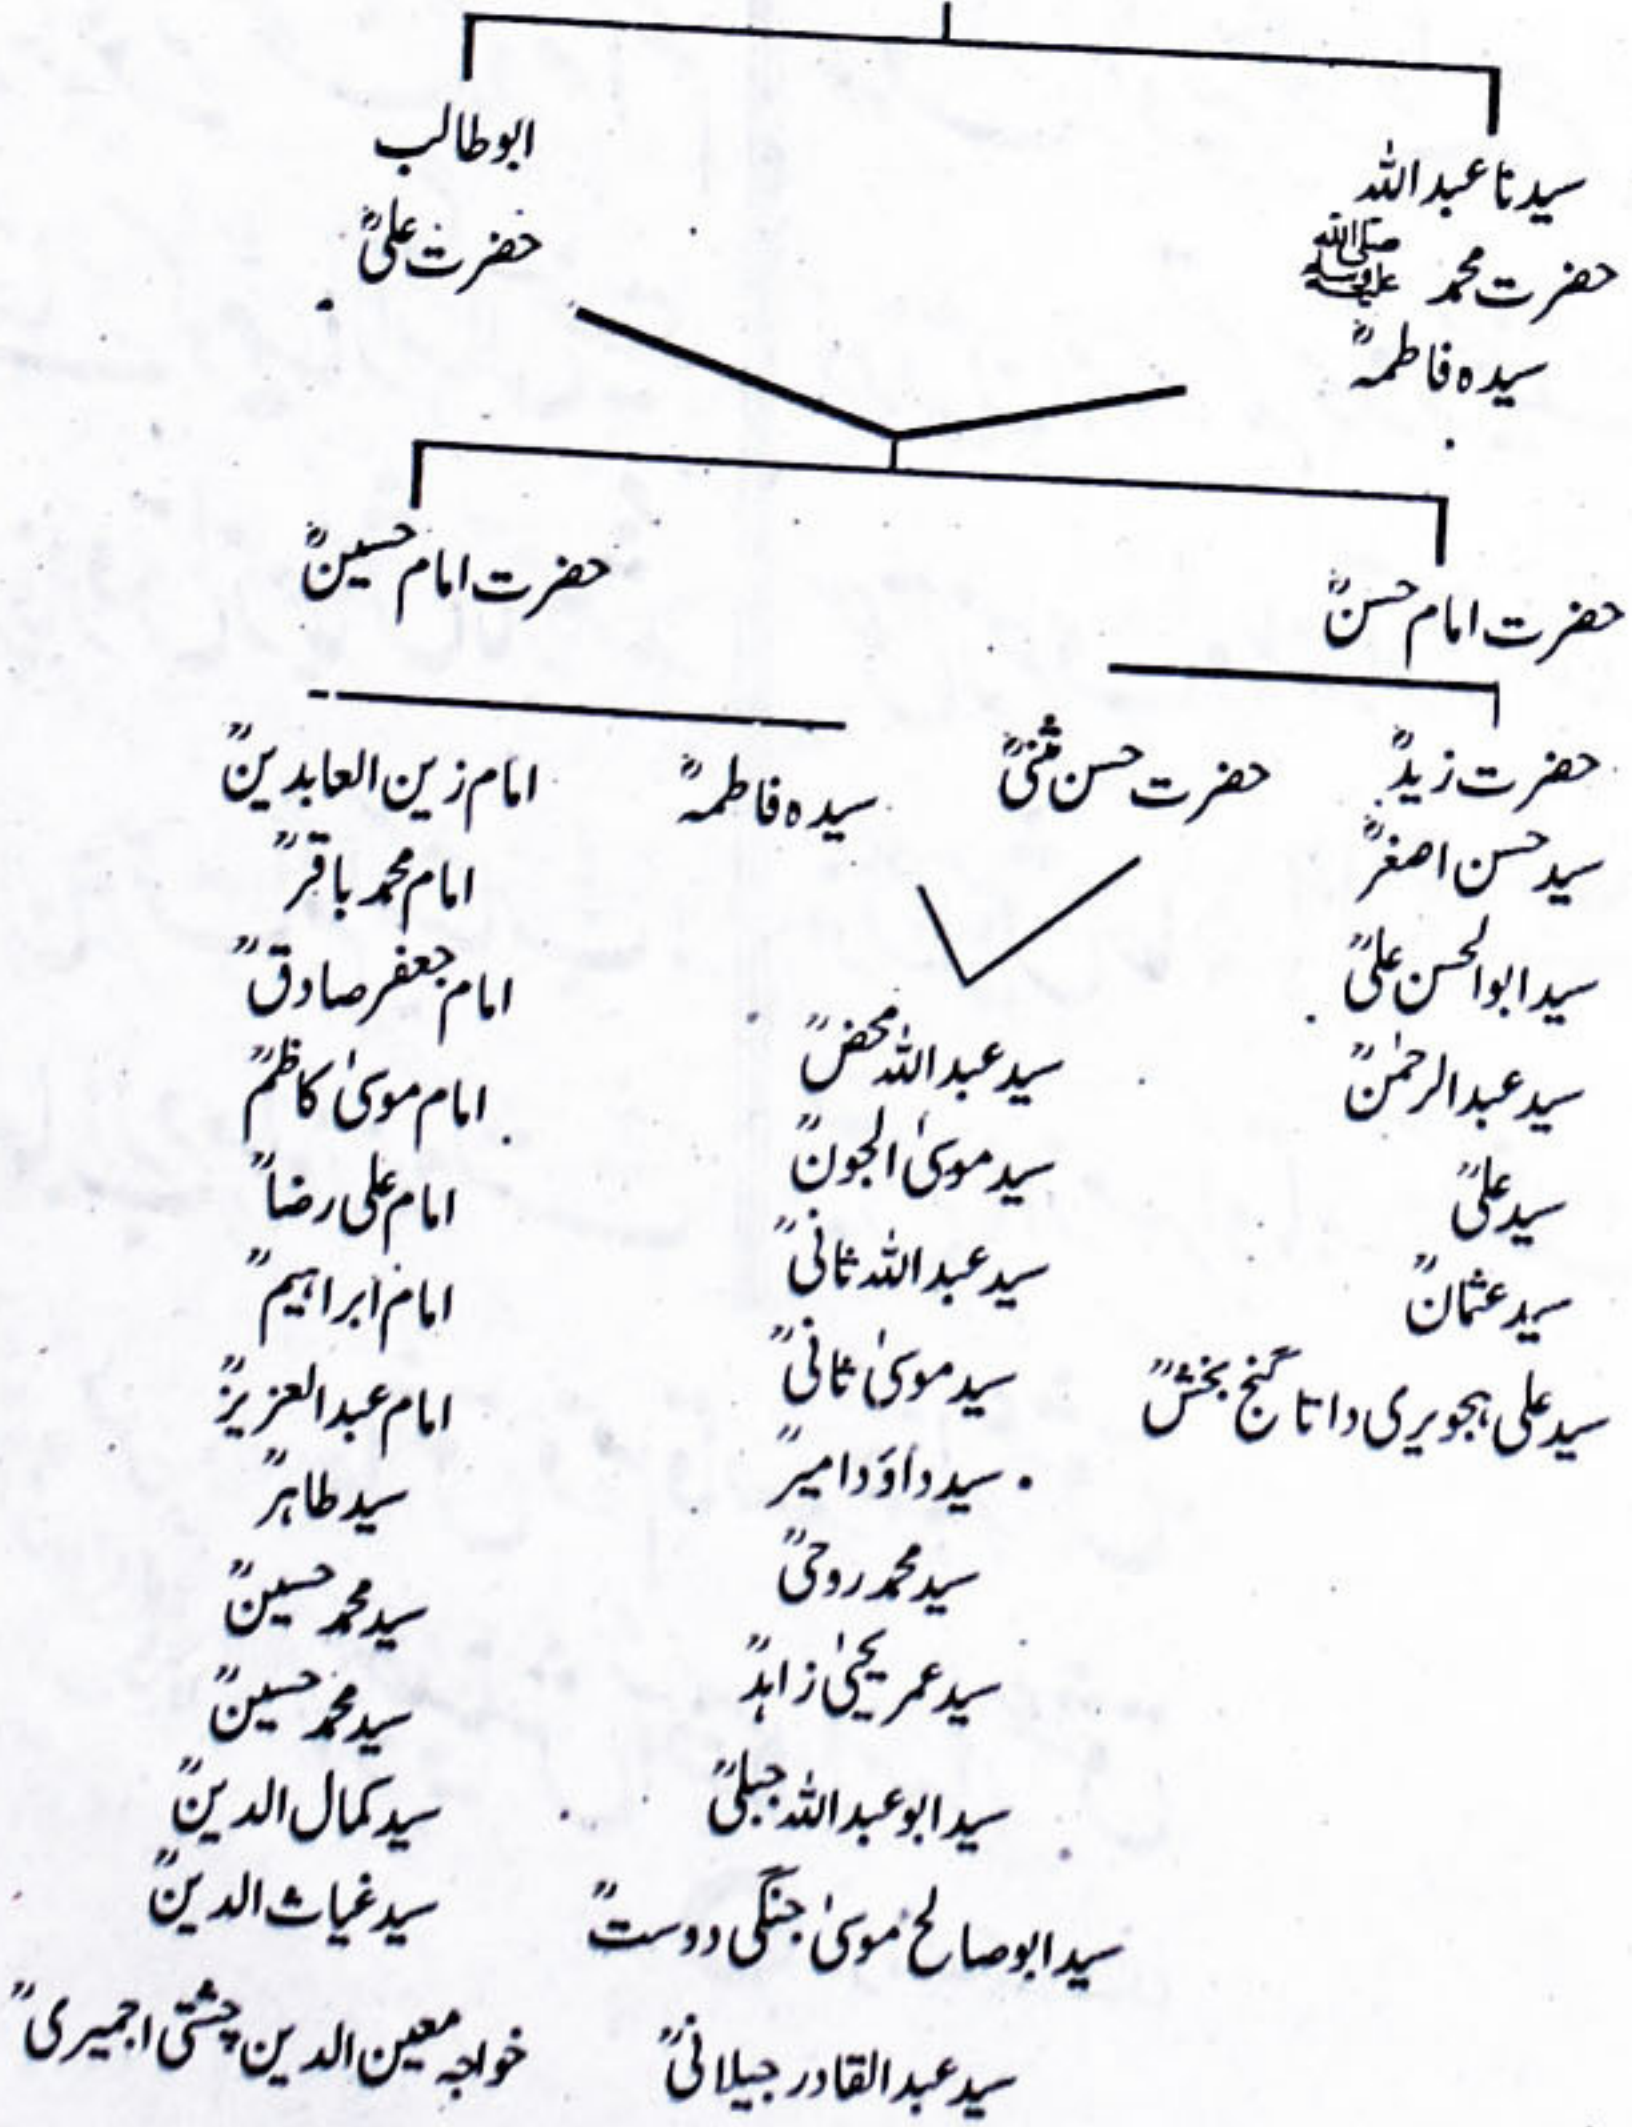 سیدنا عبداللہ
حضرت محمد صلی اللہ علیہ وسلم
سیدہ فاطمہؓ
ابوطالب
حضرت علیؓ
حضرت امام حسنؓ
حضرت امام حسینؓ
حضرت زیدؓ
سید حسن اصغرؒ
سید ابوالحسن علیؒ
سید عبدالرحمٰنؒ
سید علیؒ
سید عثمانؒ
سید علی ہجویری داتا گنج بخشؒ
حضرت حسن مثنیٰؓ
سیدہ فاطمہؓ
سید عبداللہ محضؒ
سید موسیٰ الجونؒ
سید عبداللہ ثانیؒ
سید موسیٰ ثانیؒ
سید داؤد امیرؒ
سید محمد روحیؒ
سید عمر یحییٰ زاہدؒ
سید ابو عبداللہ جیلیؒ
سید ابو صالح موسیٰ جنگی دوستؒ
سید عبدالقادر جیلانیؒ
امام زین العابدینؓ
امام محمد باقرؒ
امام جعفر صادقؒ
امام موسیٰ کاظمؒ
امام علی رضاؒ
امام ابراہیمؒ
امام عبدالعزیزؒ
سید طاہرؒ
سید محمد حسینؒ
سید محمد حسینؒ
سید کمال الدینؒ
سید غیاث الدینؒ
خواجہ معین الدین چشتی اجمیریؒ